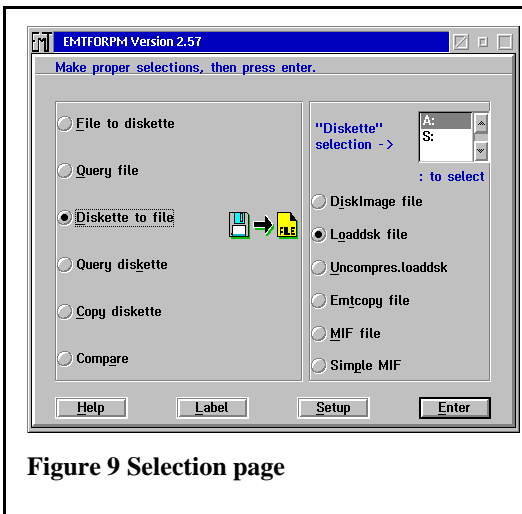 EMT
EMTFORPM Version 2.57
Make proper selections, then press enter.
File to diskette
Query file
Diskette to file
FILE
Query diskette
Copy diskette
Compare
"Diskette"
selection ->
A:
S:
: to select
DiskImage file
Loaddsk file
Uncompres.loaddsk
Emtcopy file
MIF file
Simple MIF
Help
Label
Setup
Enter
Figure 9 Selection page